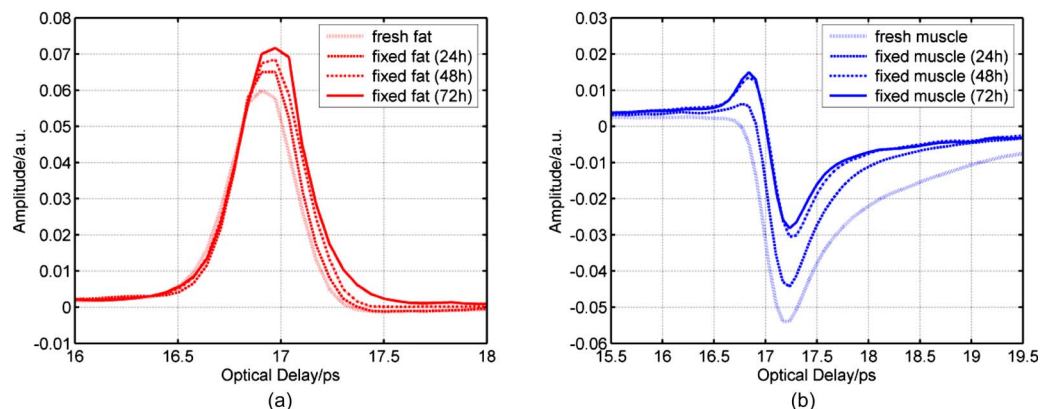 0.08
0.07
0.06
0.05
0.04
0.03
0.02
0.01
0
-0.01
Amplitude/a.u.
fresh fat
fixed fat (24h)
fixed fat (48h)
fixed fat (72h)
16
16.5
17
17.5
18
Optical Delay/ps
(a)
0.03
0.02
0.01
0
-0.01
-0.02
-0.03
-0.04
-0.05
-0.06
Amplitude/a.u.
fresh muscle
fixed muscle (24h)
fixed muscle (48h)
fixed muscle (72h)
15.5
16
16.5
17
17.5
18
18.5
19
19.5
Optical Delay/ps
(b)